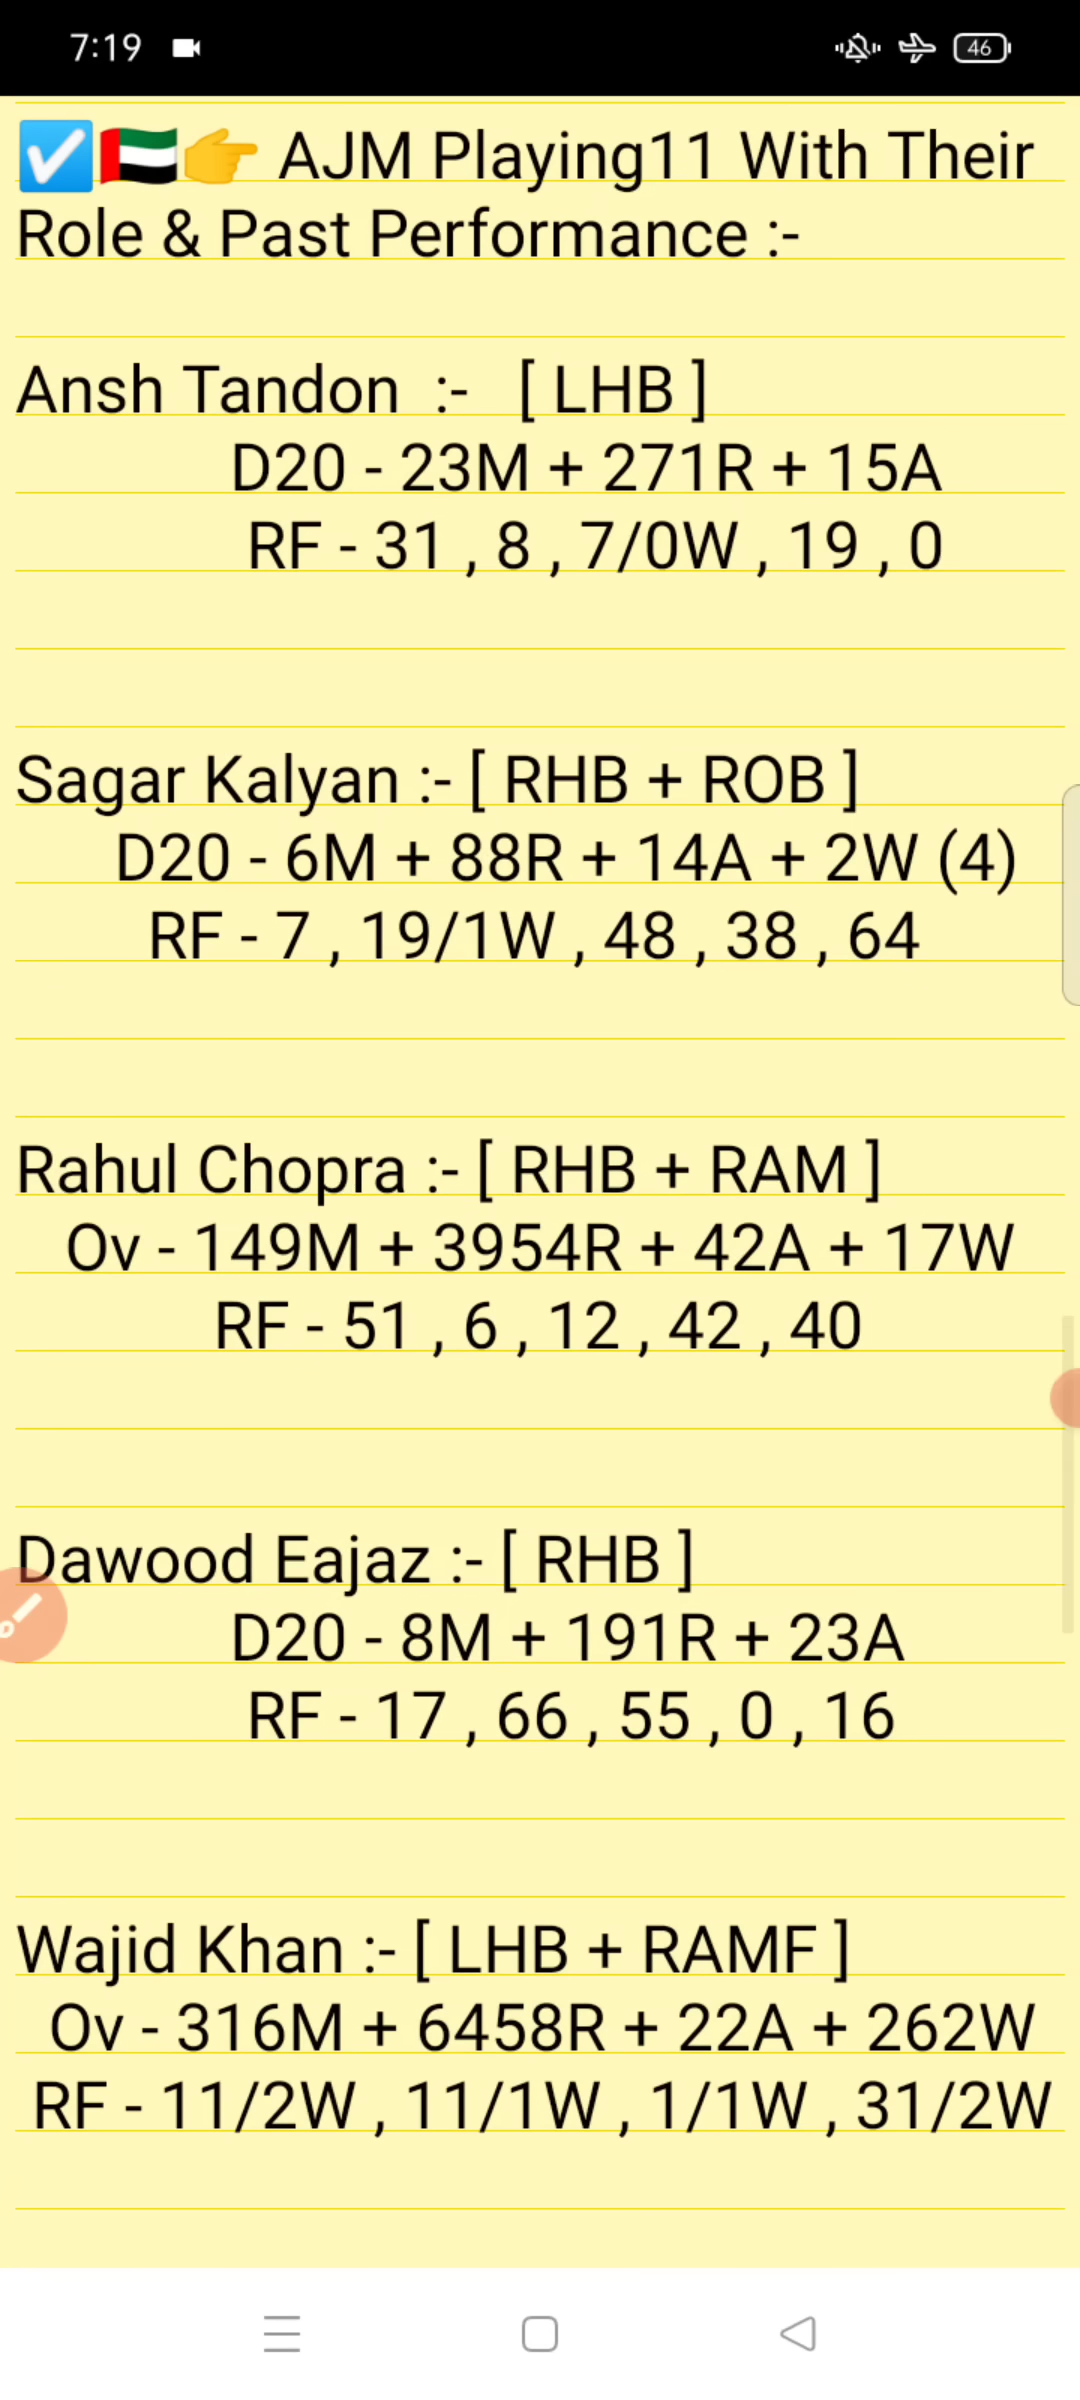 7:19
46
☑️🇦🇪👉 AJM Playing11 With Their
Role & Past Performance :-
Ansh Tandon :- [ LHB ]
D20 - 23M + 271R + 15A
RF - 31 , 8 , 7/0W , 19 , 0
Sagar Kalyan :- [ RHB + ROB ]
D20 - 6M + 88R + 14A + 2W (4)
RF - 7 , 19/1W , 48 , 38 , 64
Rahul Chopra :- [ RHB + RAM ]
Ov - 149M + 3954R + 42A + 17W
RF - 51 , 6 , 12 , 42 , 40
Dawood Eajaz :- [ RHB ]
D20 - 8M + 191R + 23A
RF - 17 , 66 , 55 , 0 , 16
Wajid Khan :- [ LHB + RAMF ]
Ov - 316M + 6458R + 22A + 262W
RF - 11/2W , 11/1W , 1/1W , 31/2W